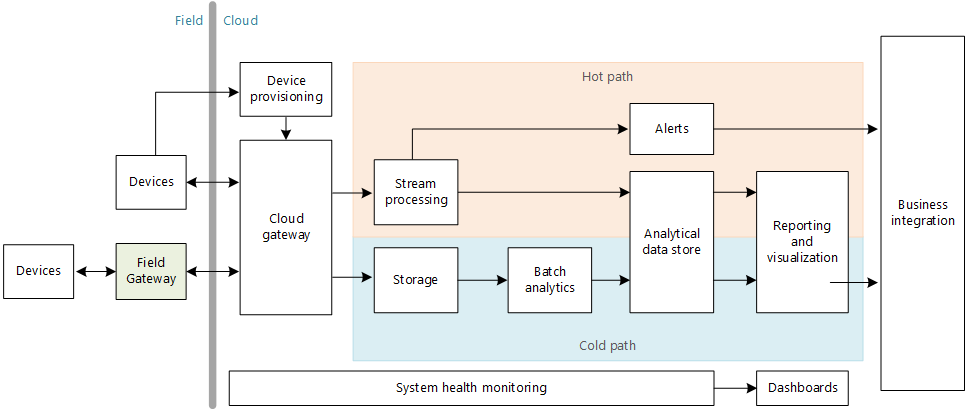 Field
Cloud
Device
provisioning
Hot path
Alerts
Devices
Cloud
gateway
Stream
processing
Analytical
data store
Reporting
and
visualization
Business
integration
Devices
Field
Gateway
Storage
Batch
analytics
Cold path
System health monitoring
Dashboards